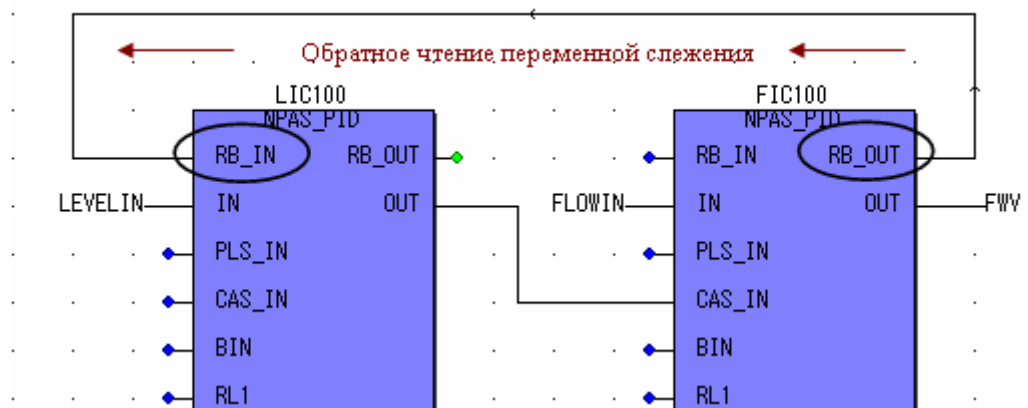 Обратное чтение переменной слежения
LIC100
NPAS_PID
RB_IN RB_OUT
LEVELIN IN OUT
PLS_IN
CAS_IN
BIN
RL1
FIC100
NPAS_PID
RB_IN RB_OUT
FLOWIN IN OUT FWV
PLS_IN
CAS_IN
BIN
RL1